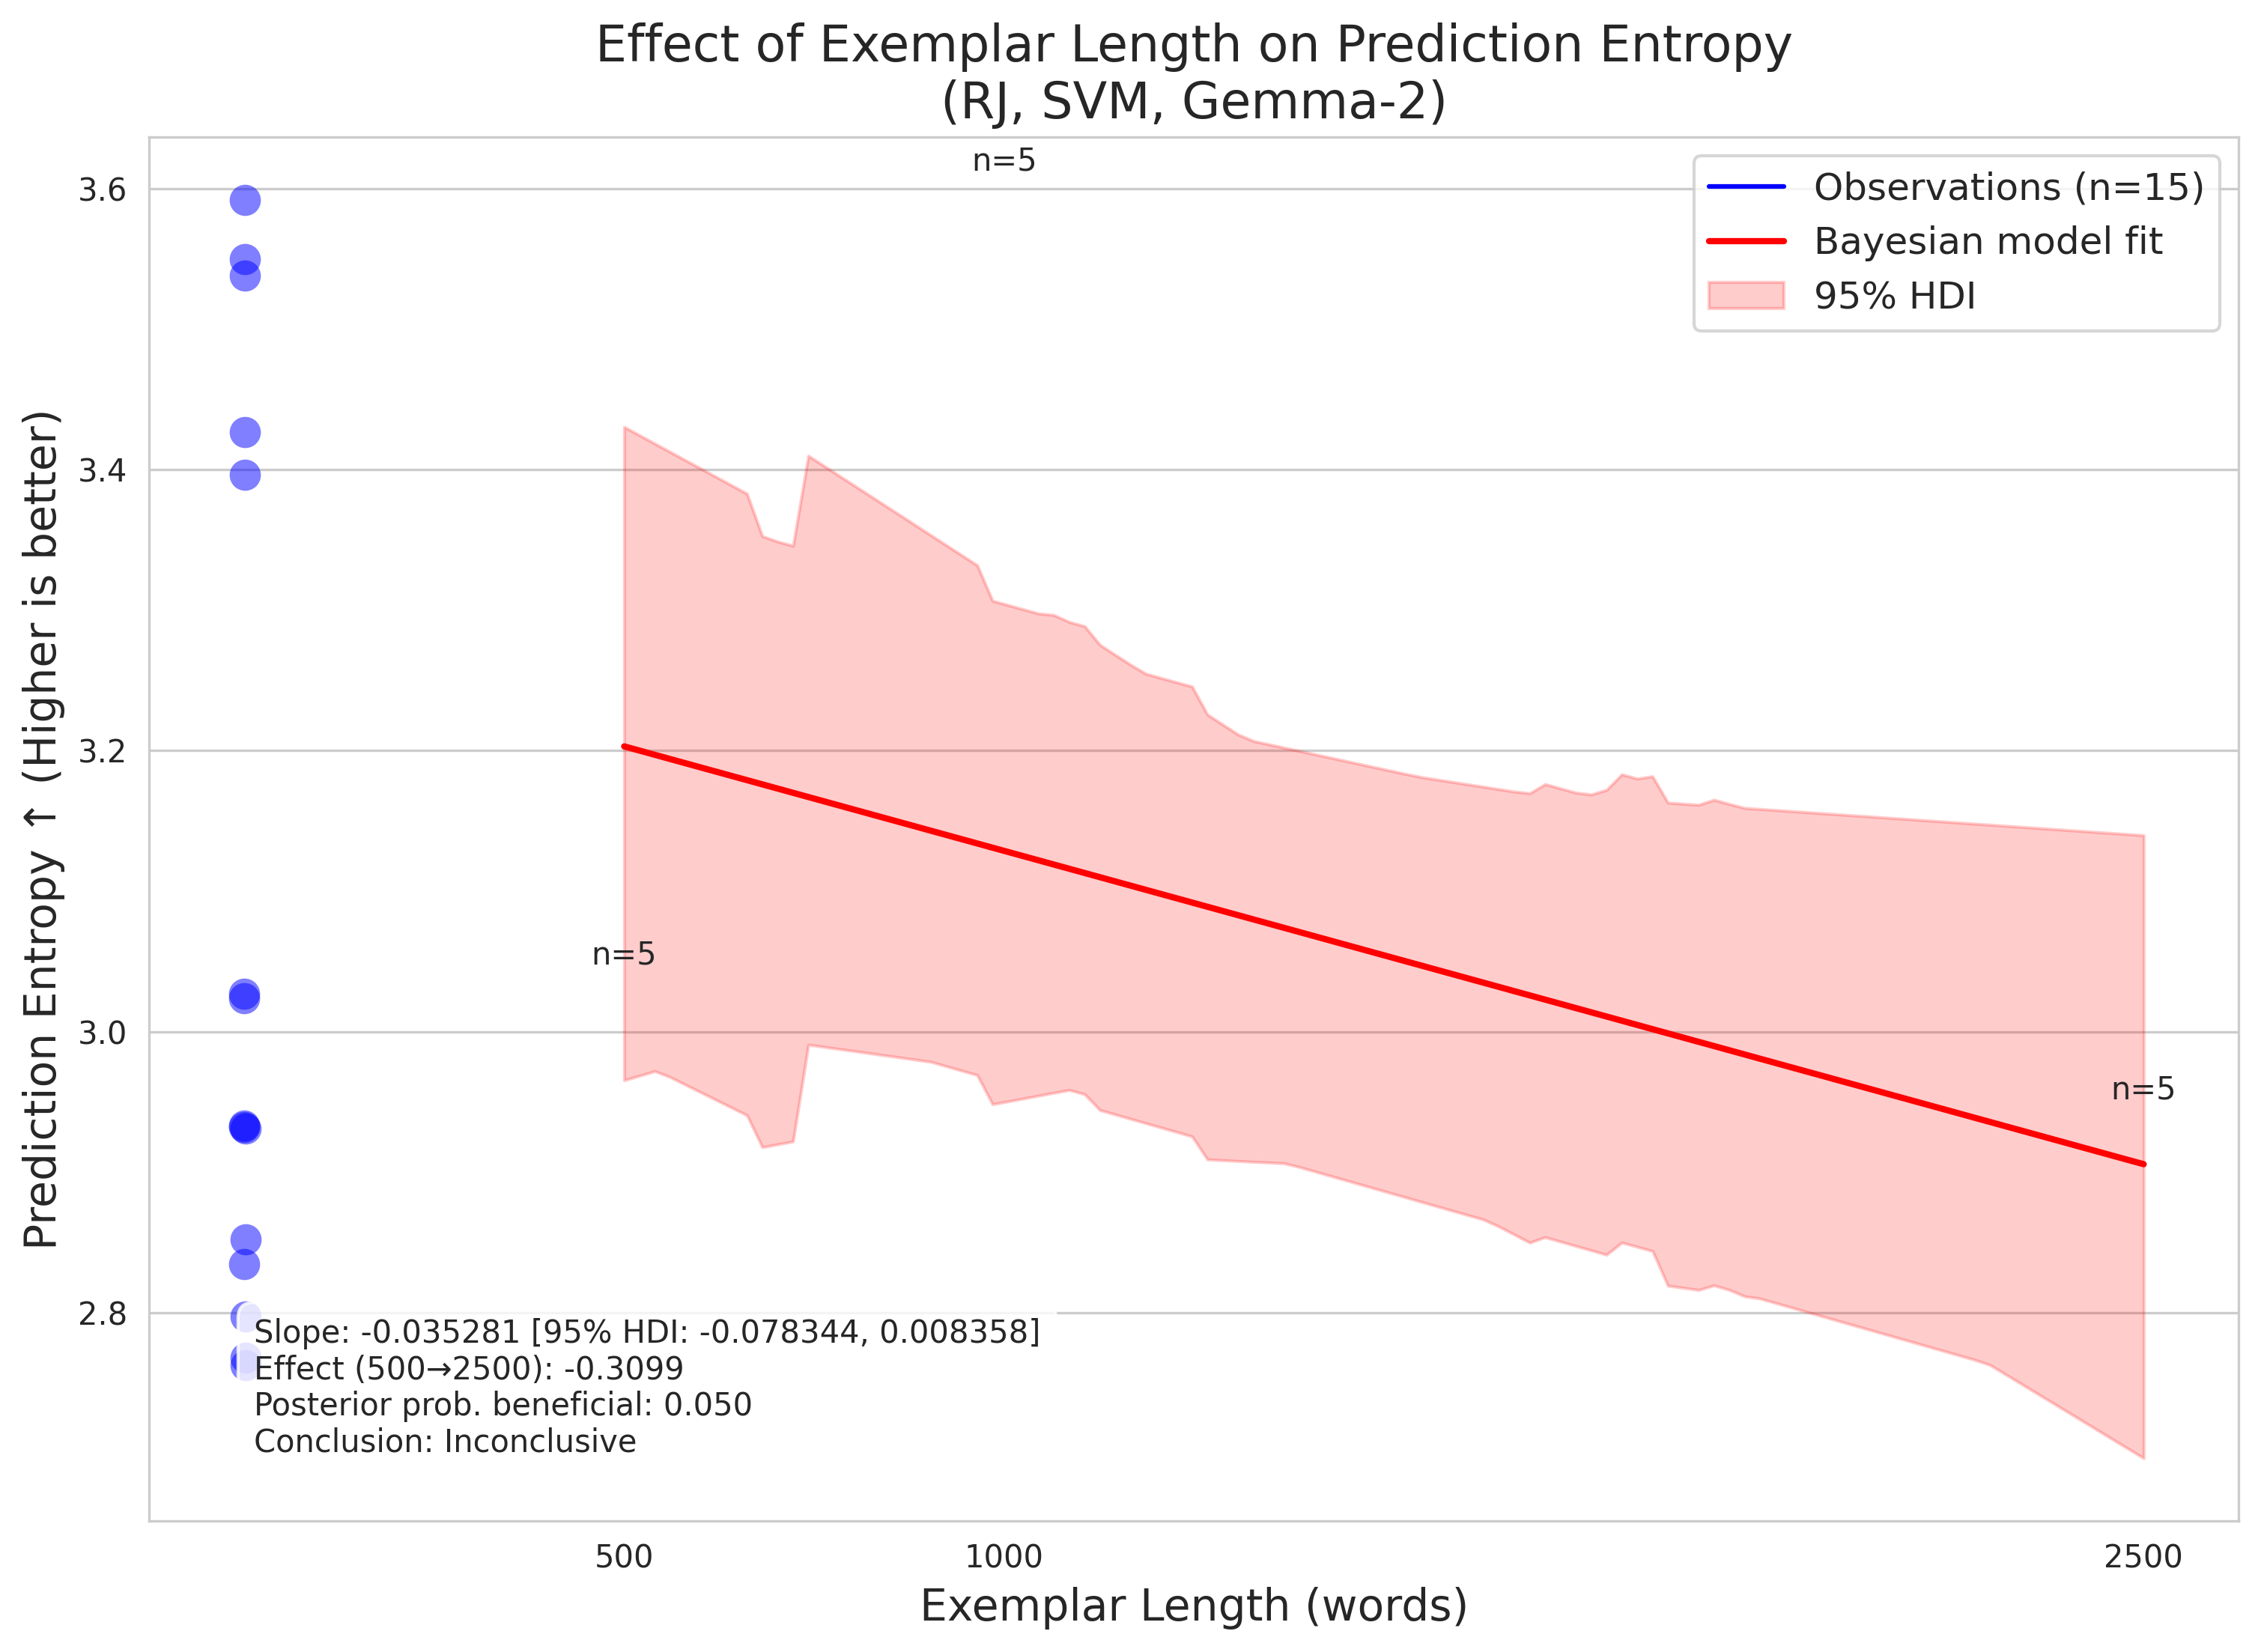 Effect of Exemplar Length on Prediction Entropy
(RJ, SVM, Gemma-2)
n=5
Observations (n=15)
Bayesian model fit
95% HDI
Prediction Entropy ↑ (Higher is better)
3.6
3.4
3.2
3.0
2.8
n=5
n=5
Slope: -0.035281 [95% HDI: -0.078344, 0.008358]
Effect (500→2500): -0.3099
Posterior prob. beneficial: 0.050
Conclusion: Inconclusive
500
1000
2500
Exemplar Length (words)